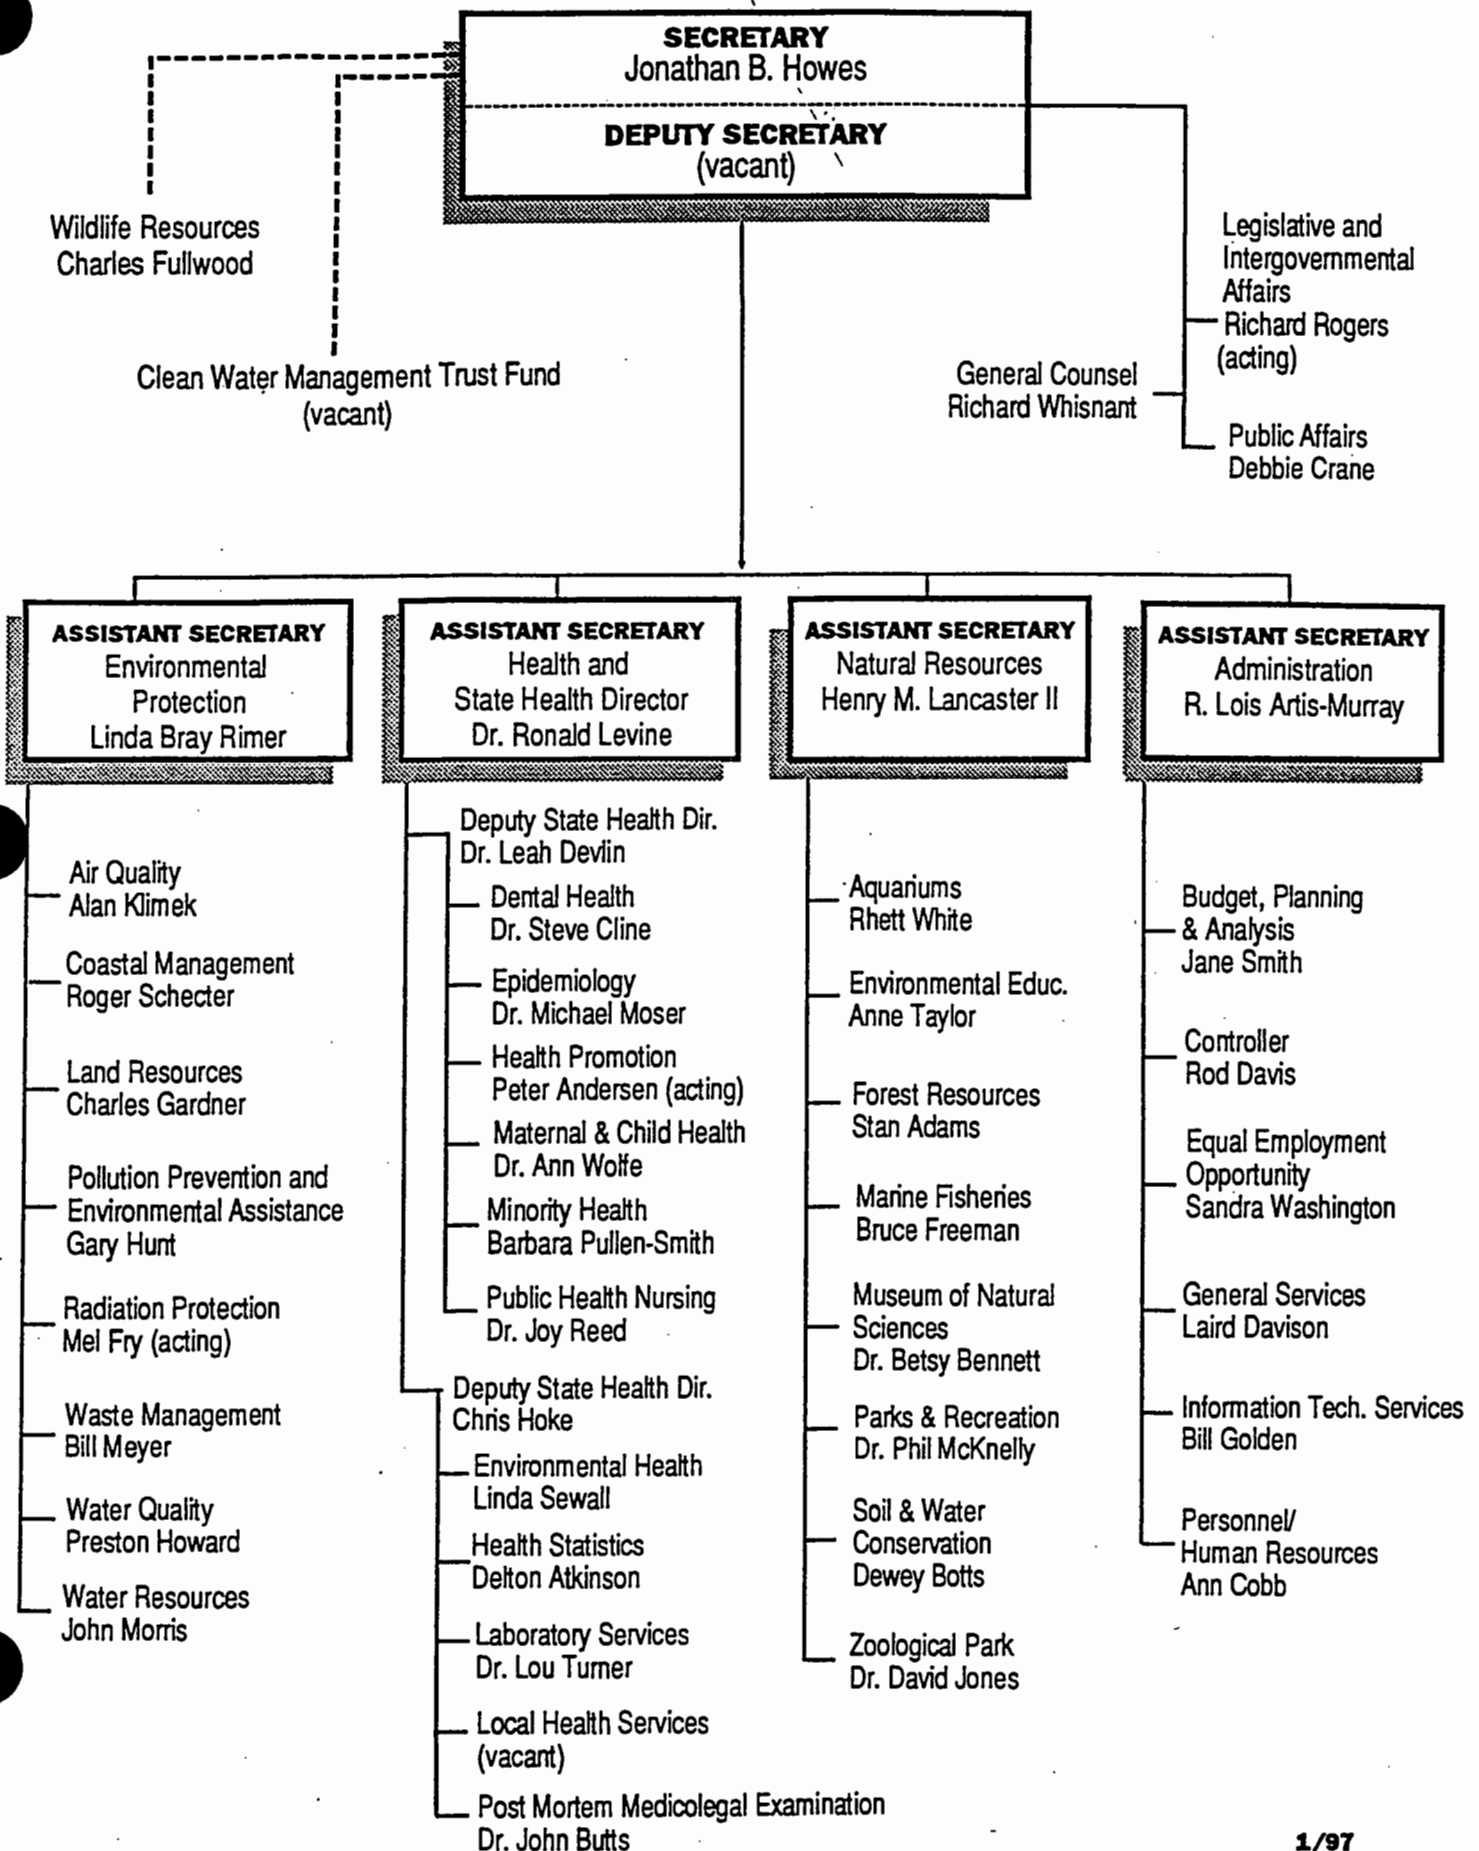 SECRETARY
Jonathan B. Howes
DEPUTY SECRETARY
(vacant)
Wildlife Resources
Charles Fullwood
Clean Water Management Trust Fund
(vacant)
Legislative and
Intergovernmental
Affairs
Richard Rogers
(acting)
General Counsel
Richard Whisnant
Public Affairs
Debbie Crane
ASSISTANT SECRETARY
Environmental
Protection
Linda Bray Rimer
Air Quality
Alan Klimek
Coastal Management
Roger Schecter
Land Resources
Charles Gardner
Pollution Prevention and
Environmental Assistance
Gary Hunt
Radiation Protection
Mel Fry (acting)
Waste Management
Bill Meyer
Water Quality
Preston Howard
Water Resources
John Morris
ASSISTANT SECRETARY
Health and
State Health Director
Dr. Ronald Levine
Deputy State Health Dir.
Dr. Leah Devlin
Dental Health
Dr. Steve Cline
Epidemiology
Dr. Michael Moser
Health Promotion
Peter Andersen (acting)
Maternal & Child Health
Dr. Ann Wolfe
Minority Health
Barbara Pullen-Smith
Public Health Nursing
Dr. Joy Reed
Deputy State Health Dir.
Chris Hoke
Environmental Health
Linda Sewall
Health Statistics
Delton Atkinson
Laboratory Services
Dr. Lou Turner
Local Health Services
(vacant)
Post Mortem Medicolegal Examination
Dr. John Butts
ASSISTANT SECRETARY
Natural Resources
Henry M. Lancaster II
Aquariums
Rhett White
Environmental Educ.
Anne Taylor
Forest Resources
Stan Adams
Marine Fisheries
Bruce Freeman
Museum of Natural
Sciences
Dr. Betsy Bennett
Parks & Recreation
Dr. Phil McKnelly
Soil & Water
Conservation
Dewey Botts
Zoological Park
Dr. David Jones
ASSISTANT SECRETARY
Administration
R. Lois Artis-Murray
Budget, Planning
& Analysis
Jane Smith
Controller
Rod Davis
Equal Employment
Opportunity
Sandra Washington
General Services
Laird Davison
Information Tech. Services
Bill Golden
Personnel/
Human Resources
Ann Cobb
1/97